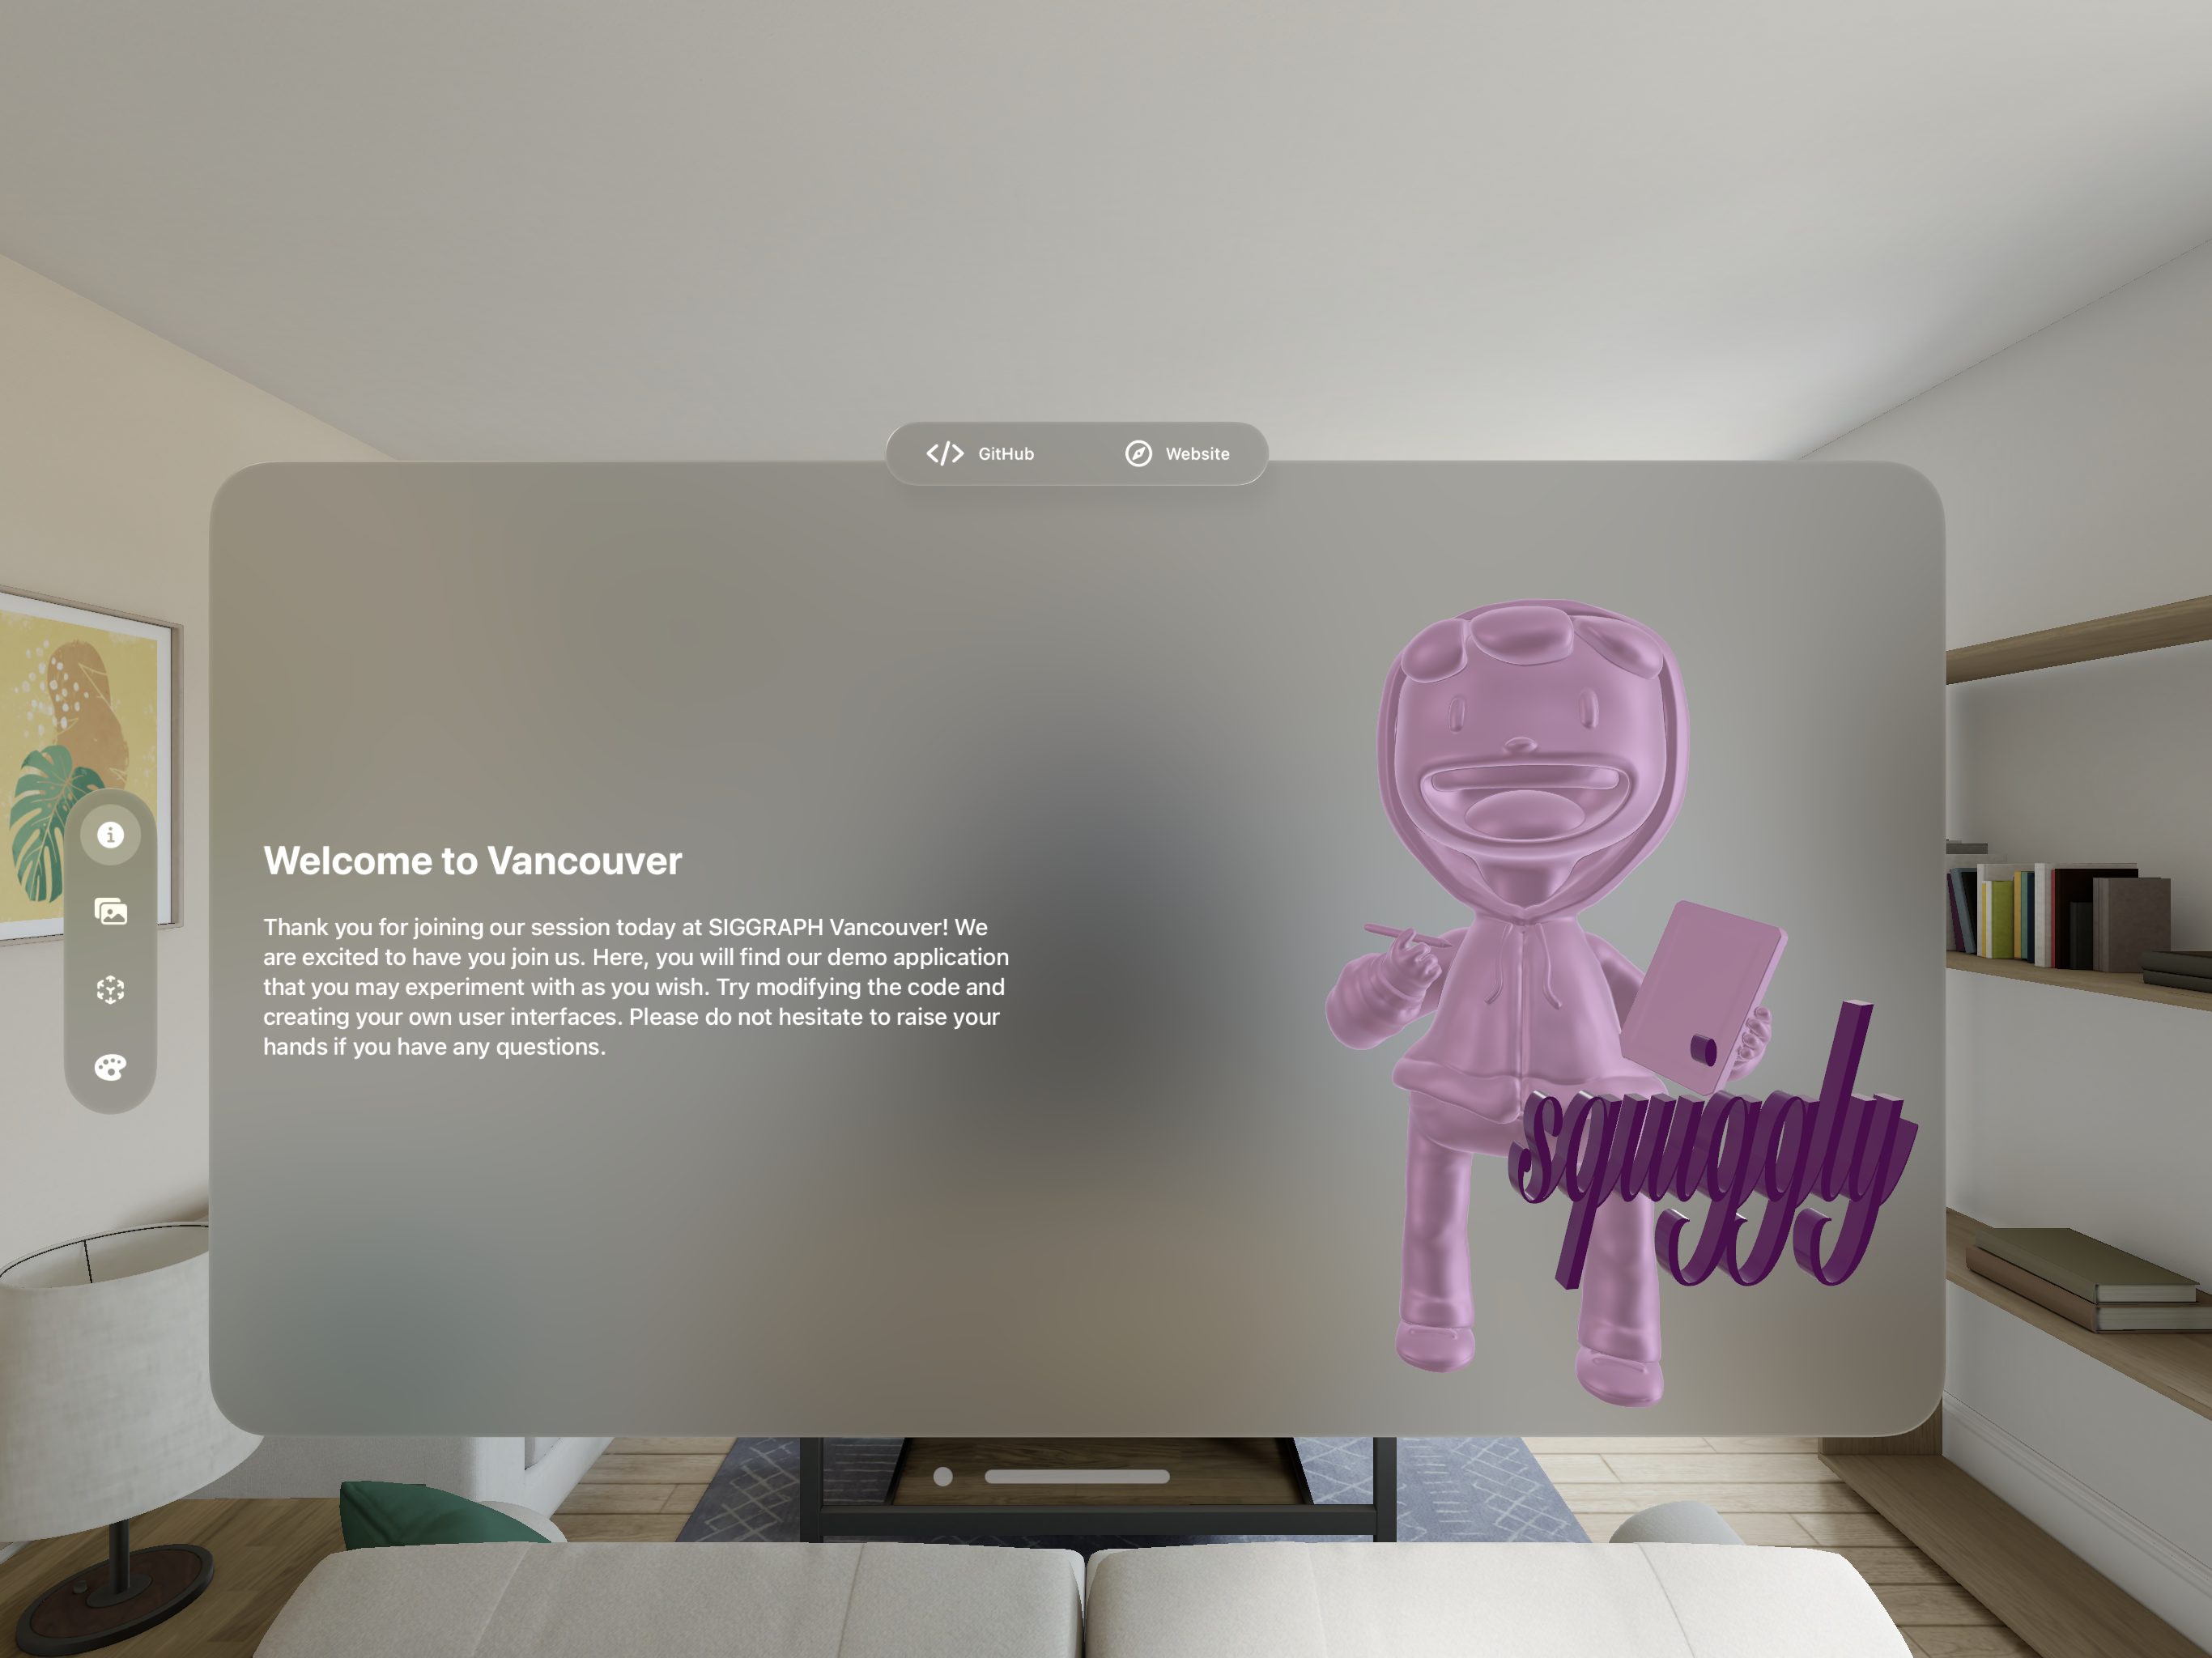 GitHub
Website
Welcome to Vancouver
Thank you for joining our session today at SIGGRAPH Vancouver! We
are excited to have you join us. Here, you will find our demo application
that you may experiment with as you wish. Try modifying the code and
creating your own user interfaces. Please do not hesitate to raise your
hands if you have any questions.
squiggly